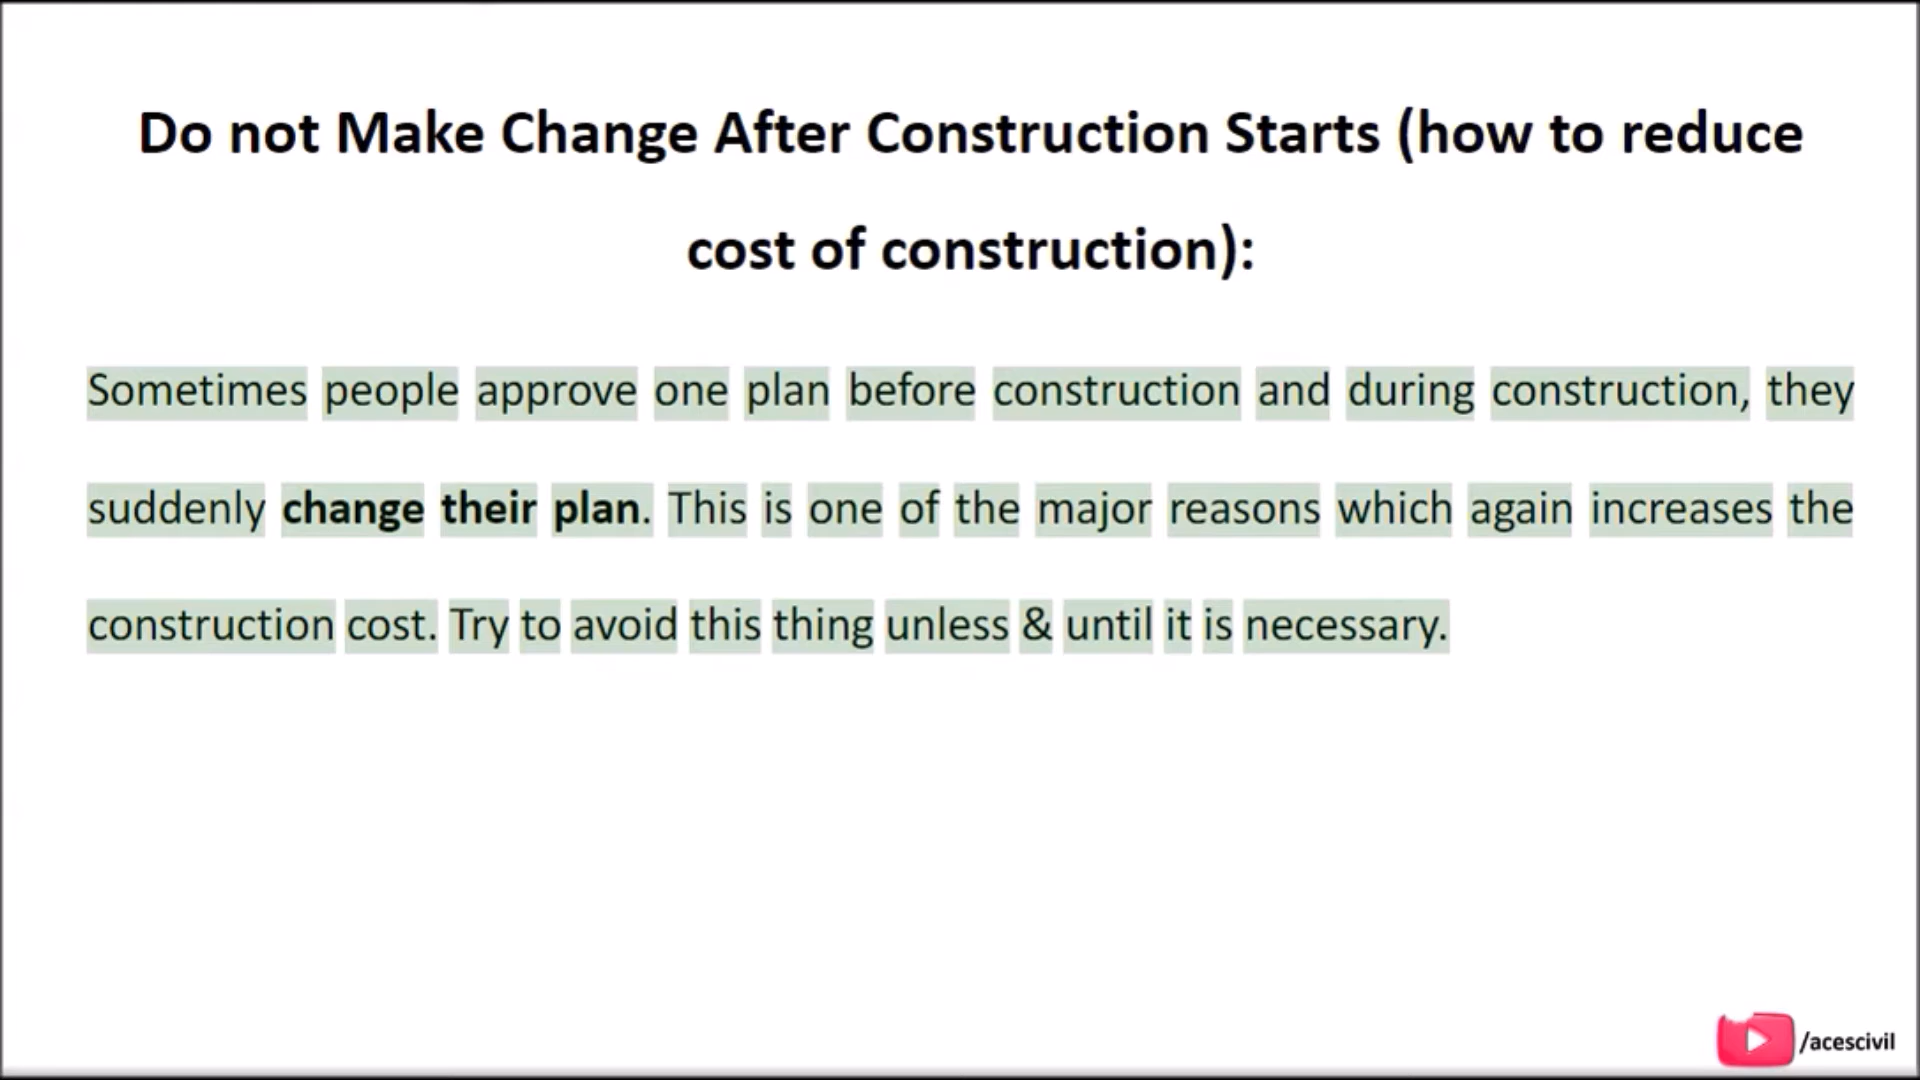 Do not Make Change After Construction Starts (how to reduce
cost of construction):
Sometimes people approve one plan before construction and during construction, they
suddenly change their plan. This is one of the major reasons which again increases the
construction cost. Try to avoid this thing unless & until it is necessary.
/acescivil